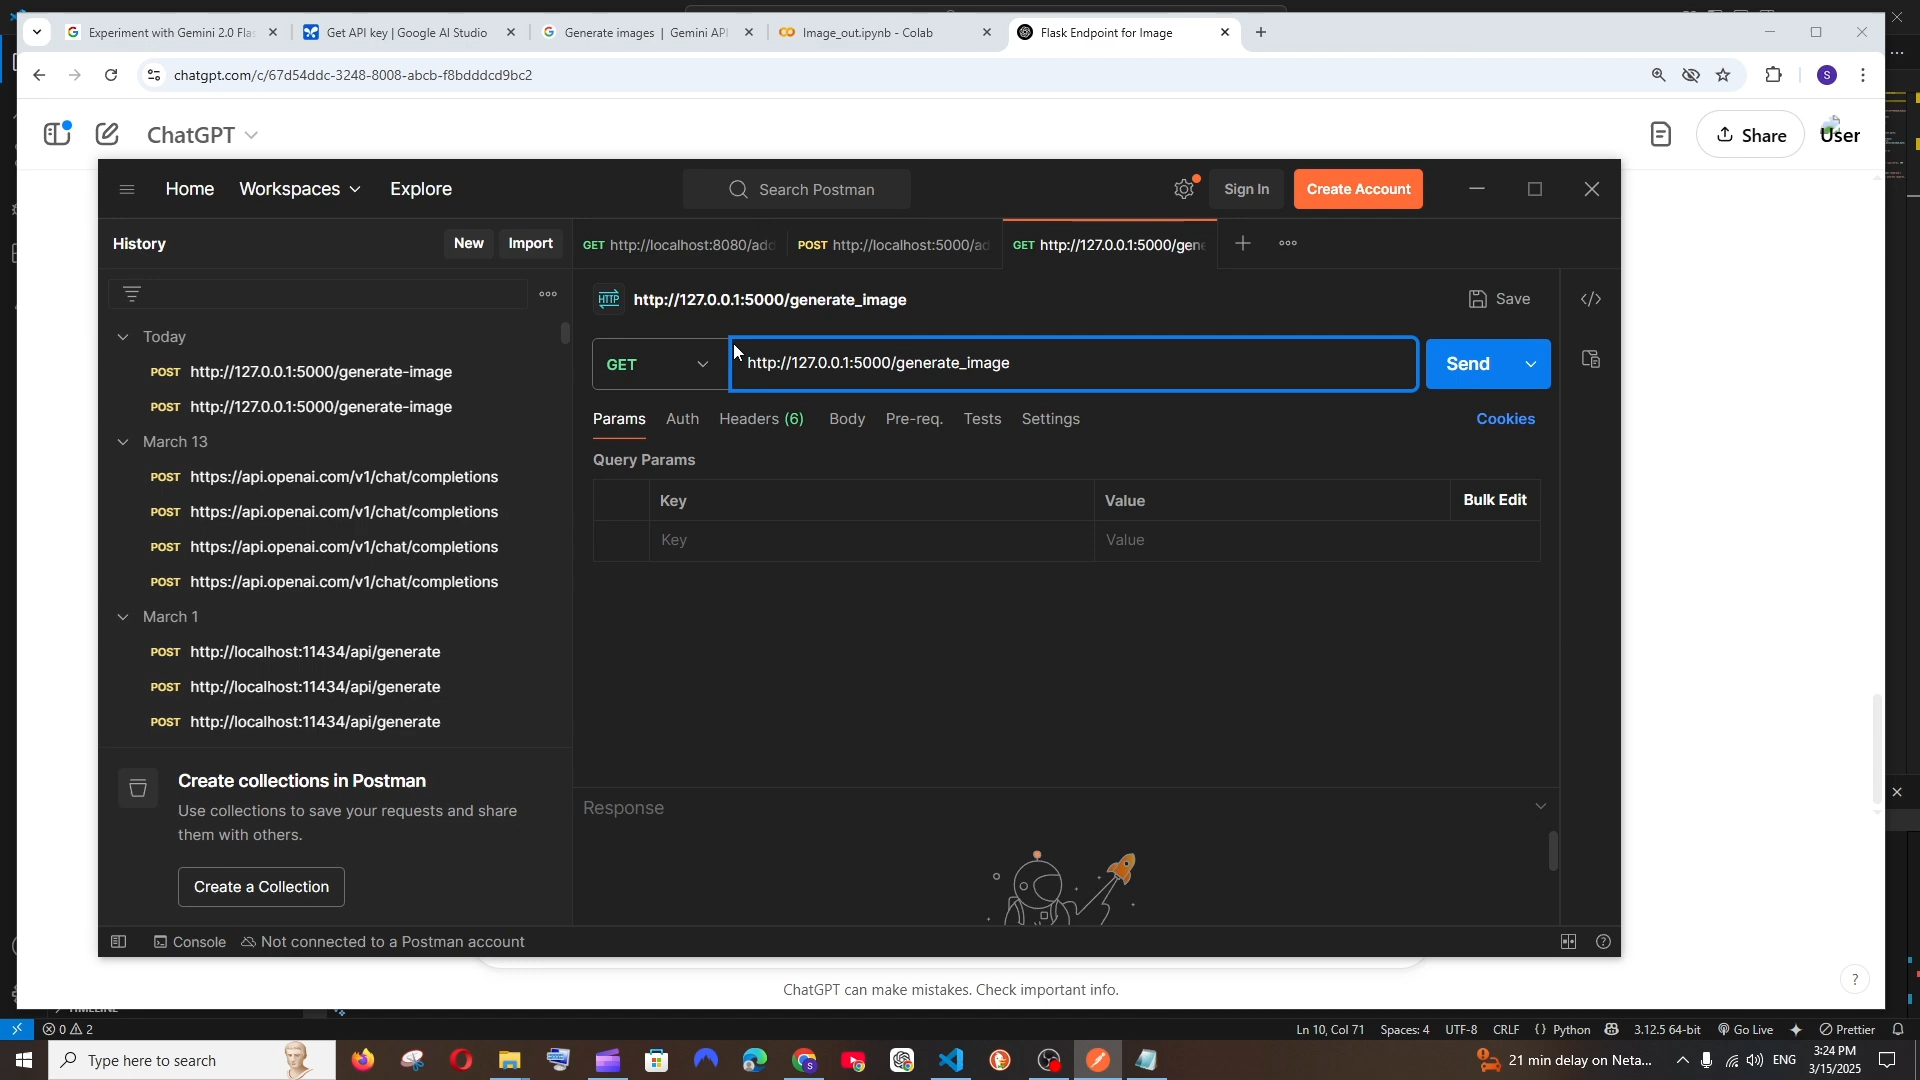 Experiment with Gemini 2.0 Fla
Get API key | Google AI Studio
Generate images | Gemini API
Image_out.ipynb - Colab
Flask Endpoint for Image
chatgpt.com/c/67d54ddc-3248-8008-abcb-f8bdddcd9bc2
S
ChatGPT
Share
User
Home
Workspaces
Explore
Search Postman
Sign In
Create Account
History
New
Import
GET http://localhost:8080/add
POST http://localhost:5000/ad
GET http://127.0.0.1:5000/gene
HTTP http://127.0.0.1:5000/generate_image
Save
GET
http://127.0.0.1:5000/generate_image
Send
Params
Auth
Headers (6)
Body
Pre-req.
Tests
Settings
Cookies
Query Params
Key
Value
Bulk Edit
Key
Value
Today
POST http://127.0.0.1:5000/generate-image
POST http://127.0.0.1:5000/generate-image
March 13
POST https://api.openai.com/v1/chat/completions
POST https://api.openai.com/v1/chat/completions
POST https://api.openai.com/v1/chat/completions
POST https://api.openai.com/v1/chat/completions
March 1
POST http://localhost:11434/api/generate
POST http://localhost:11434/api/generate
POST http://localhost:11434/api/generate
Create collections in Postman
Use collections to save your requests and share
them with others.
Create a Collection
Response
Console
Not connected to a Postman account
ChatGPT can make mistakes. Check important info.
?
TIMELINE
0 2
Ln 10, Col 71
Spaces: 4
UTF-8
CRLF
{} Python
3.12.5 64-bit
Go Live
Prettier
Type here to search
21 min delay on Neta...
ENG
3:24 PM
3/15/2025